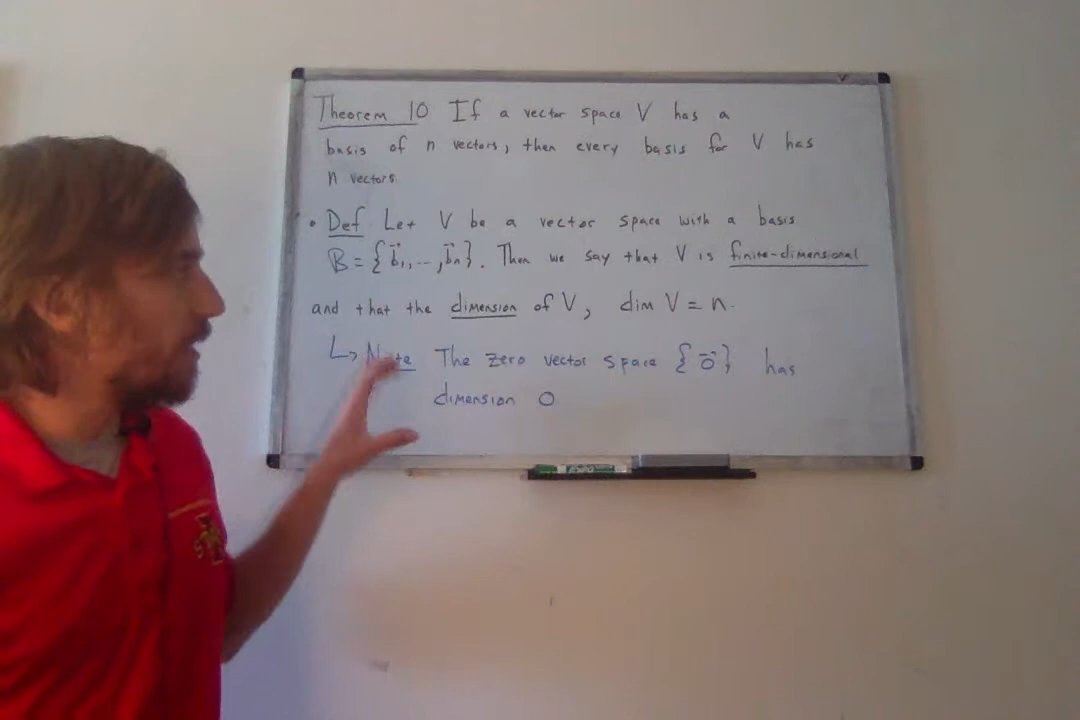 Theorem 10 If a vector space V has a
basis of n vectors, then every basis for V has
n vectors.
• Def Let V be a vector space with a basis
B = {b⃗₁, ..., b⃗ₙ}. Then we say that V is finite-dimensional
and that the dimension of V, dim V = n.
↳ Note The zero vector space {0⃗} has
dimension 0
EXPO